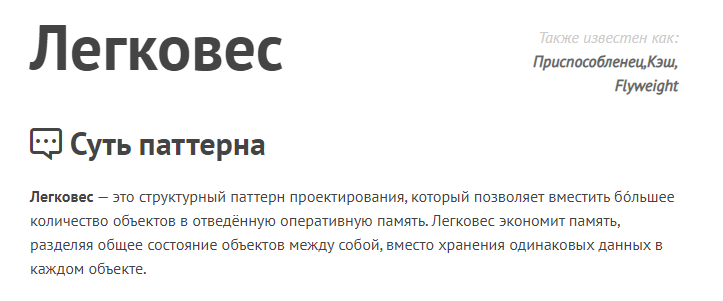 Легковес
Также известен как:
Приспособленец,Кэш,
Flyweight
Суть паттерна
Легковес — это структурный паттерн проектирования, который позволяет вместить бо́льшее
количество объектов в отведённую оперативную память. Легковес экономит память,
разделяя общее состояние объектов между собой, вместо хранения одинаковых данных в
каждом объекте.